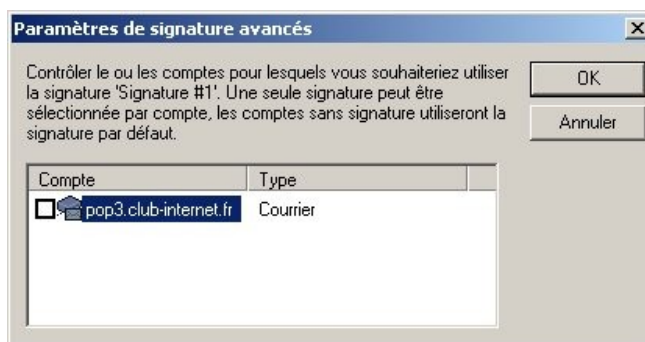 Paramètres de signature avancés
Contrôler le ou les comptes pour lesquels vous souhaiteriez utiliser
la signature 'Signature #1'. Une seule signature peut être
sélectionnée par compte, les comptes sans signature utiliseront la
signature par défaut.
OK
Annuler
Compte Type
pop3.club-internet.fr Courrier